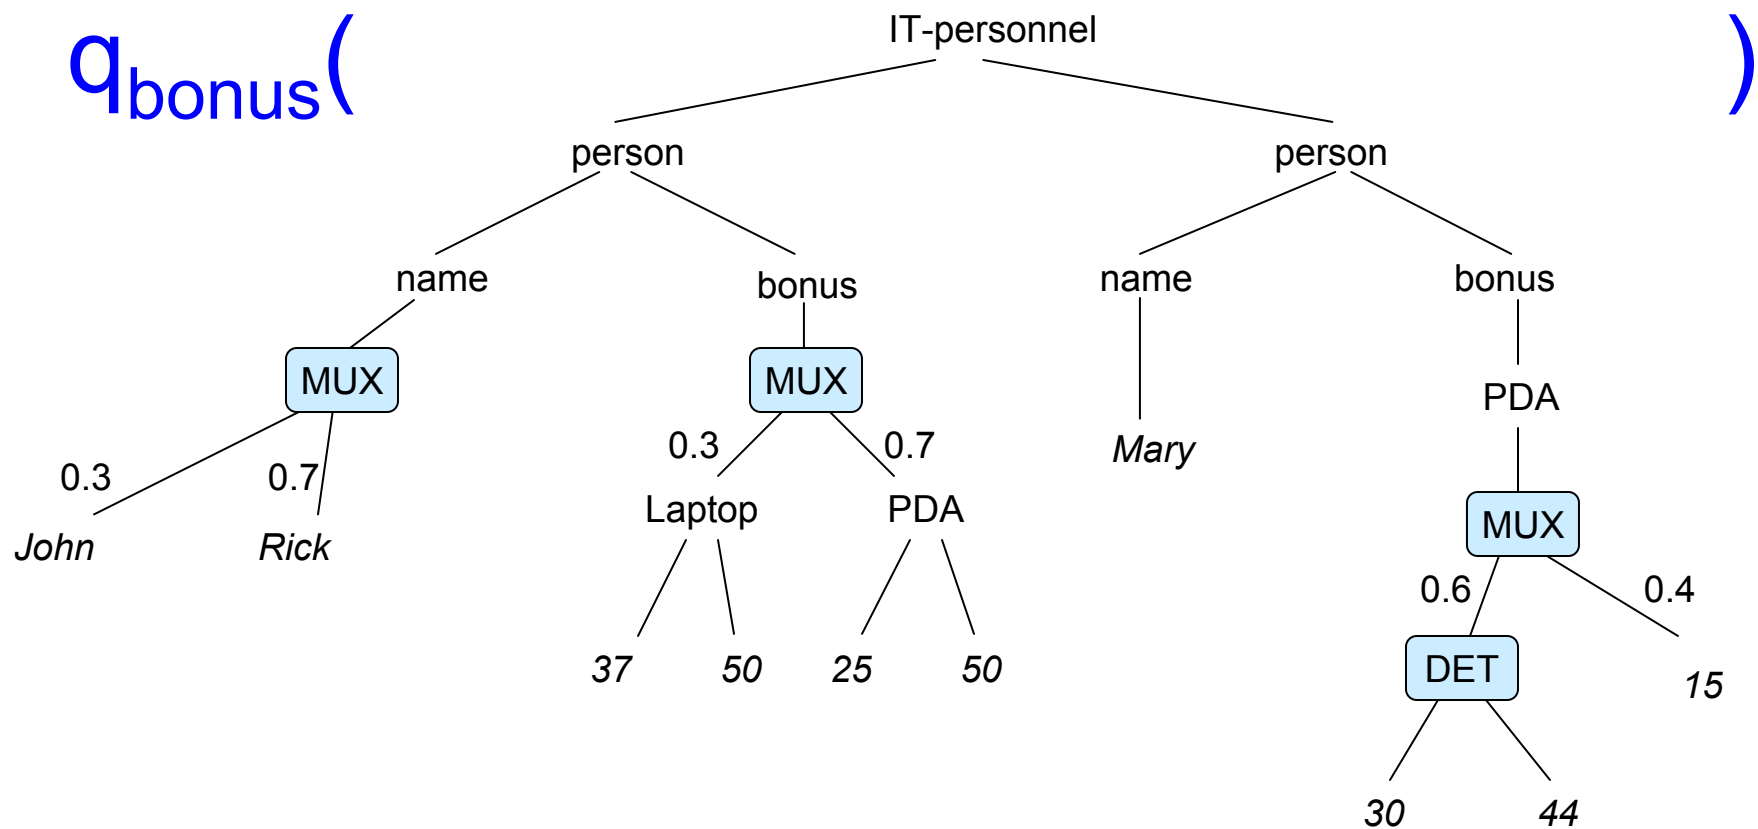 q_bonus( IT-personnel )
person person
name bonus name bonus
MUX MUX PDA
0.3 0.7 0.3 0.7 Mary
John Rick Laptop PDA MUX
0.6 0.4
37 50 25 50 DET 15
30 44